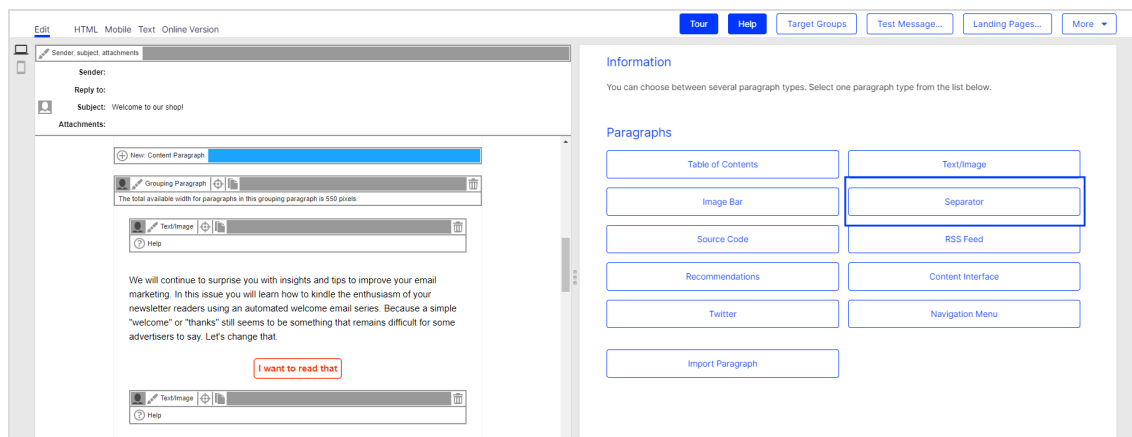 Edit HTML Mobile Text Online Version
Tour Help Target Groups Test Message... Landing Pages... More
Sender, subject, attachments
Sender:
Reply to:
Subject: Welcome to our shop!
Attachments:
New: Content Paragraph
Grouping Paragraph
The total available width for paragraphs in this grouping paragraph is 550 pixels.
Text/Image
Help
We will continue to surprise you with insights and tips to improve your email
marketing. In this issue you will learn how to kindle the enthusiasm of your
newsletter readers using an automated welcome email series. Because a simple
"welcome" or "thanks" still seems to be something that remains difficult for some
advertisers to say. Let's change that.
I want to read that
Text/Image
Help
Information
You can choose between several paragraph types. Select one paragraph type from the list below.
Paragraphs
Table of Contents Text/Image
Image Bar Separator
Source Code RSS Feed
Recommendations Content Interface
Twitter Navigation Menu
Import Paragraph